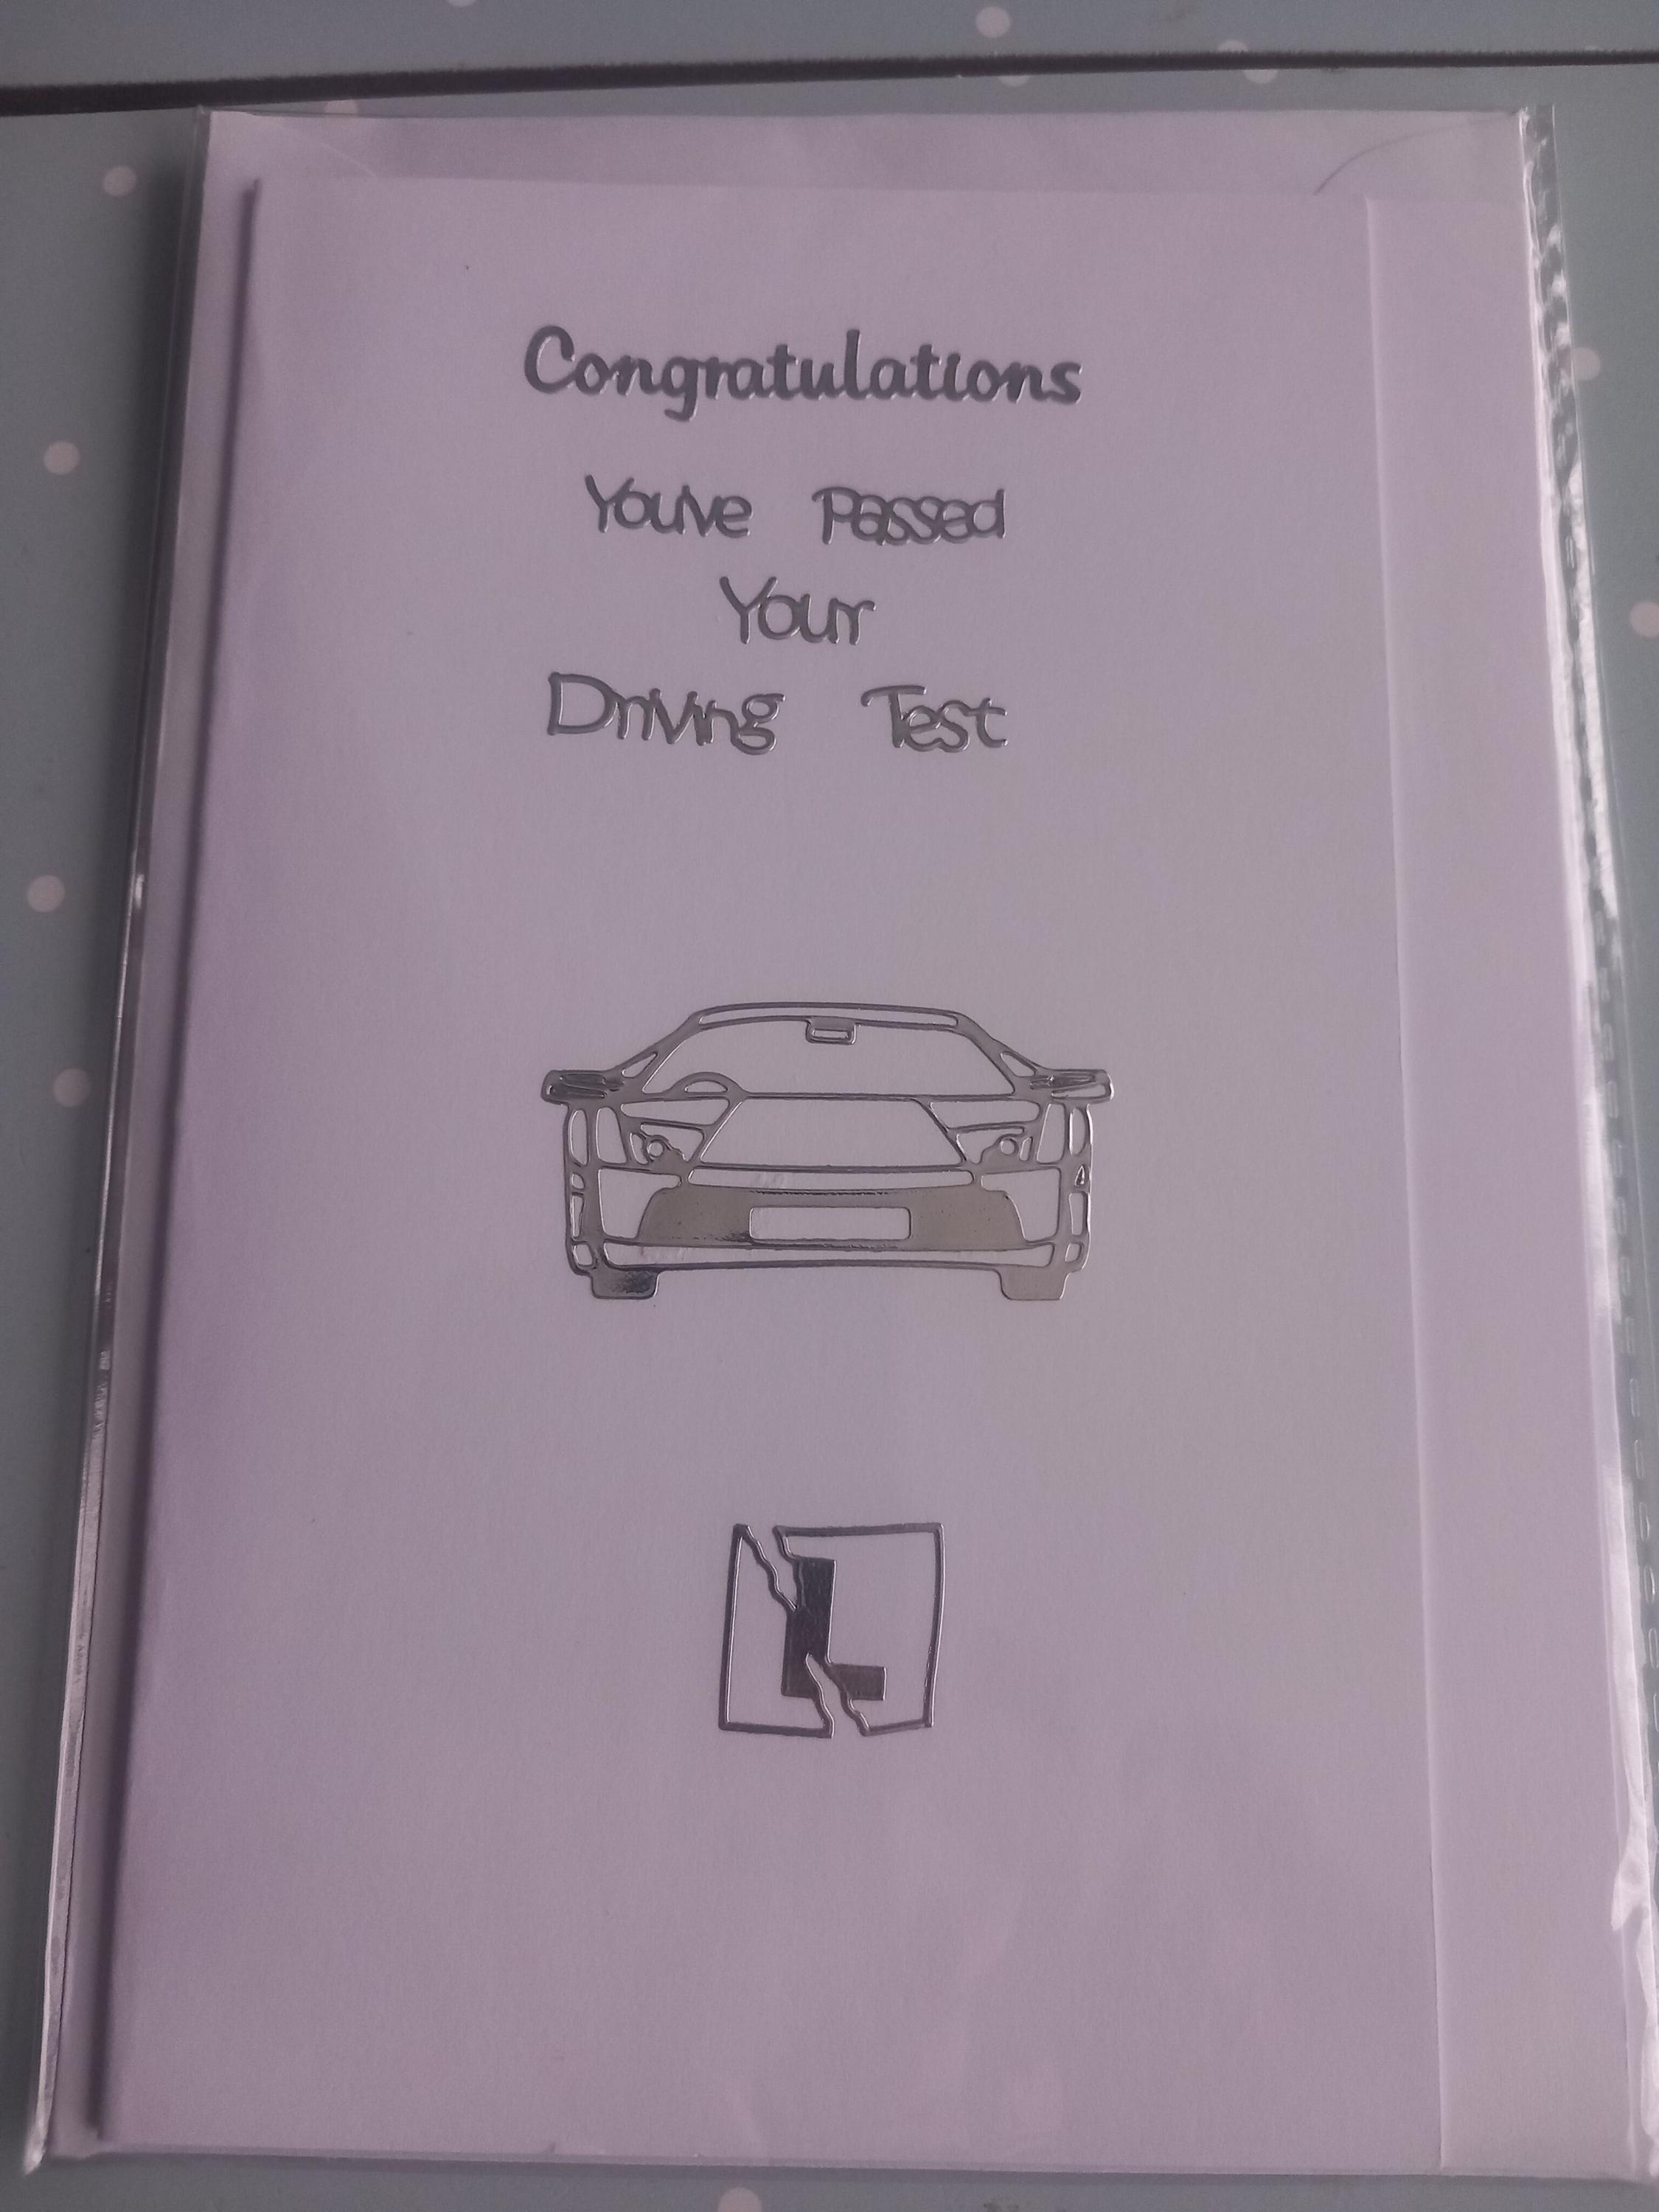 Congratulations
You've Passed
Your
Driving Test
L